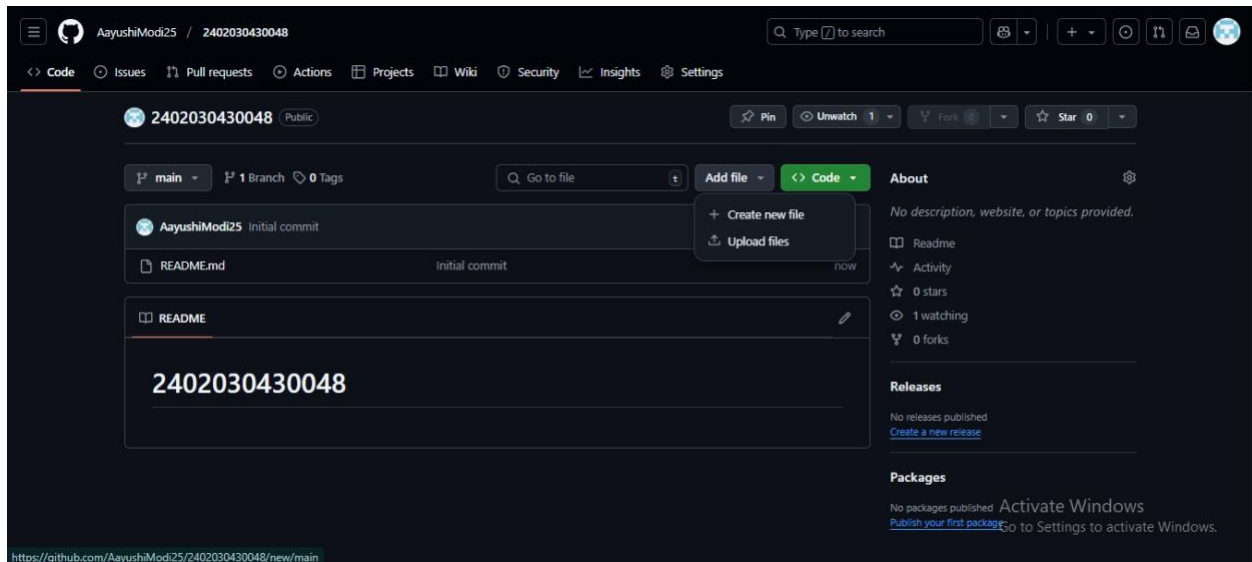 AayushiModi25 / 2402030430048
Type / to search
Code Issues Pull requests Actions Projects Wiki Security Insights Settings
2402030430048 Public
Pin Unwatch 1 Fork 0 Star 0
main 1 Branch 0 Tags
Go to file t
Add file Code
Create new file
Upload files
AayushiModi25 Initial commit
README.md Initial commit now
README
2402030430048
About
No description, website, or topics provided.
Readme
Activity
0 stars
1 watching
0 forks
Releases
No releases published
Create a new release
Packages
No packages published
Publish your first package
Activate Windows
Go to Settings to activate Windows.
https://github.com/AayushiModi25/2402030430048/new/main